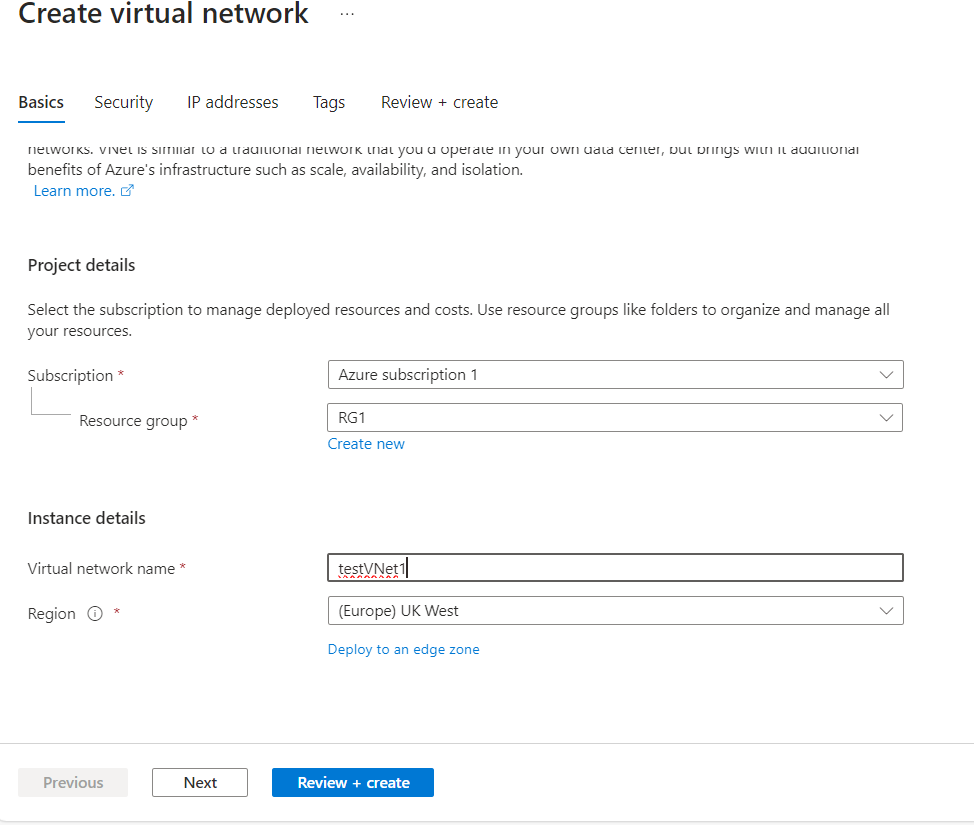 Create virtual network ...
Basics Security IP addresses Tags Review + create
networks. VNet is similar to a traditional network that you'd operate in your own data center, but brings with it additional
benefits of Azure's infrastructure such as scale, availability, and isolation.
Learn more.
Project details
Select the subscription to manage deployed resources and costs. Use resource groups like folders to organize and manage all
your resources.
Subscription * Azure subscription 1
Resource group * RG1
Create new
Instance details
Virtual network name * testVNet1
Region * (Europe) UK West
Deploy to an edge zone
Previous Next Review + create